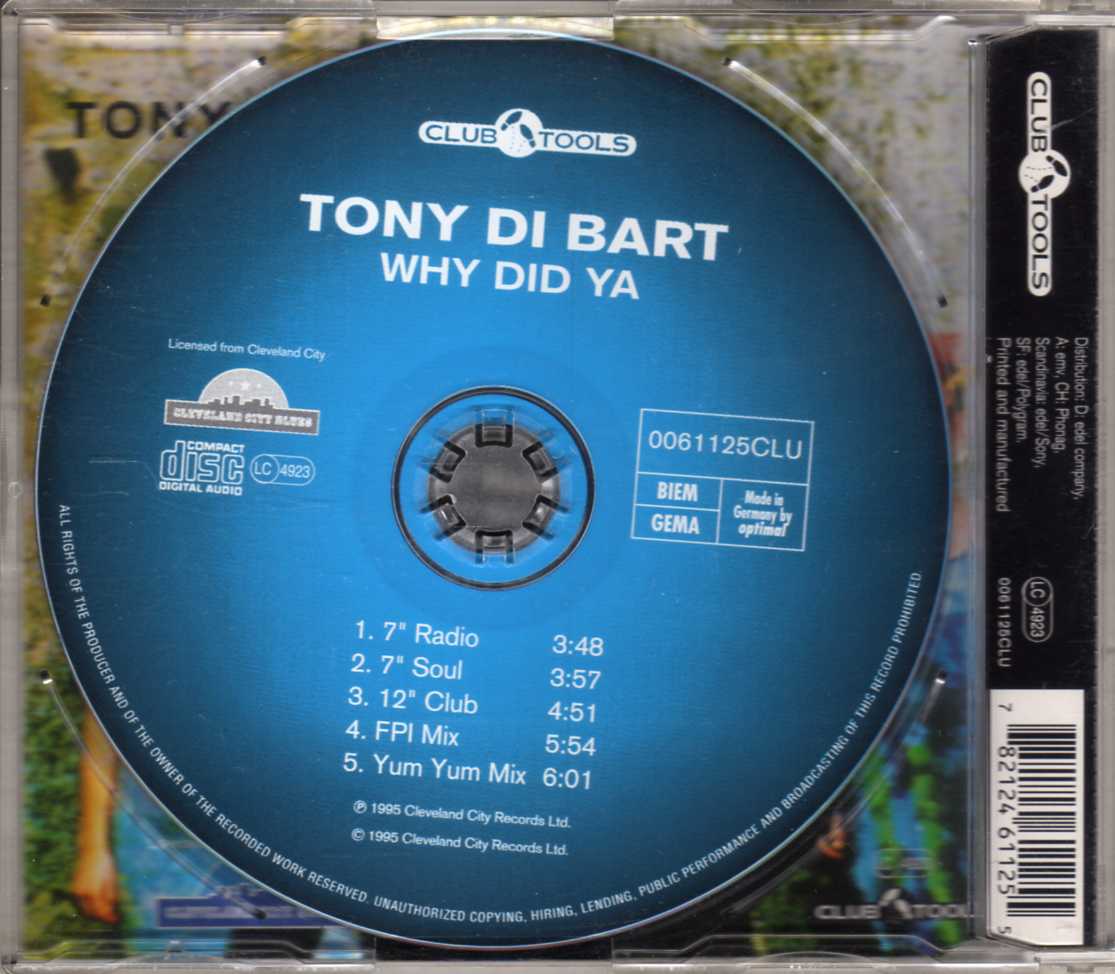 TONY
CLUB TOOLS
TONY DI BART
WHY DID YA
Licensed from Cleveland City
CLEVELAND CITY BLUES
COMPACT
disc
DIGITAL AUDIO
LC 4923
0061125CLU
BIEM
GEMA
Made in
Germany by
optimal
1. 7" Radio 3:48
2. 7" Soul 3:57
3. 12" Club 4:51
4. FPI Mix 5:54
5. Yum Yum Mix 6:01
℗ 1995 Cleveland City Records Ltd.
© 1995 Cleveland City Records Ltd.
ALL RIGHTS OF THE PRODUCER AND OF THE OWNER OF THE RECORDED WORK RESERVED. UNAUTHORIZED COPYING, HIRING, LENDING, PUBLIC PERFORMANCE AND BROADCASTING OF THIS RECORD PROHIBITED.
CLUB TOOL
CLUB TOOLS
Distribution: D: edel company,
A: emv, CH: Phonag,
Scandinavia: edel/Sony,
SF: edel/Polygram.
Printed and manufactured
LC 4923
0061125CLU
7 82124 61125 5